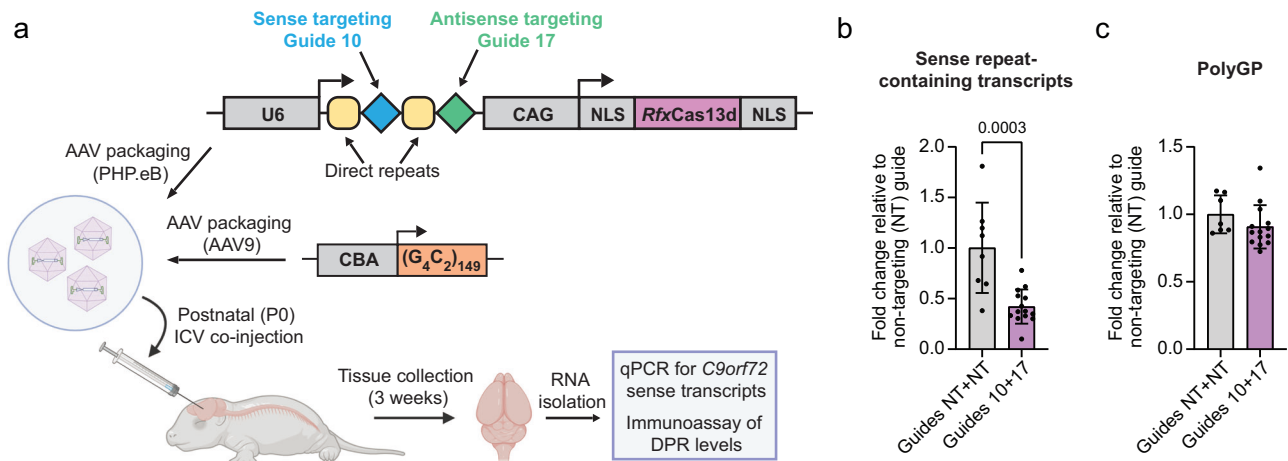 a
Sense targeting
Guide 10
Antisense targeting
Guide 17
U6
CAG
NLS
RfxCas13d
NLS
Direct repeats
AAV packaging
(PHP.eB)
AAV packaging
(AAV9)
CBA
(G4C2)149
Postnatal (P0)
ICV co-injection
Tissue collection
(3 weeks)
RNA
isolation
qPCR for C9orf72
sense transcripts
Immunoassay of
DPR levels
b
Sense repeat-
containing transcripts
Fold change relative to
non-targeting (NT) guide
2.0
1.5
1.0
0.5
0.0
0.0003
Guides NT+NT
Guides 10+17
c
PolyGP
Fold change relative to
non-targeting (NT) guide
1.5
1.0
0.5
0.0
Guides NT+NT
Guides 10+17